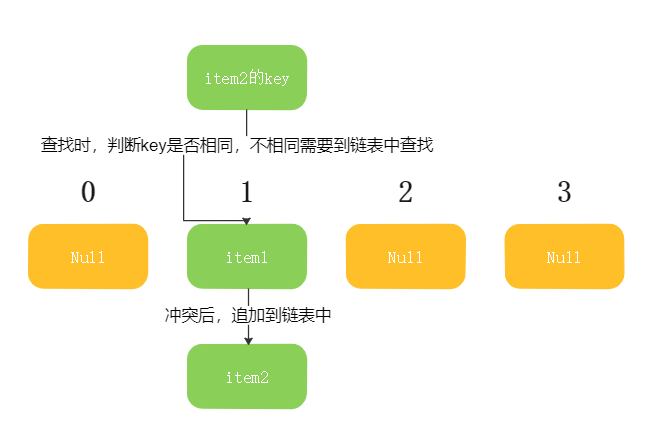 item2的key
查找时，判断key是否相同，不相同需要到链表中查找
0 1 2 3
Null item1 Null Null
冲突后，追加到链表中
item2